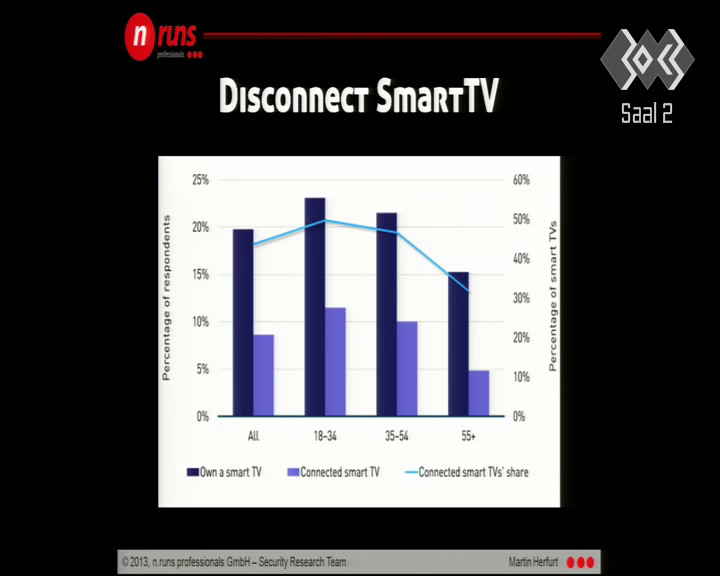 n runs
professionals
Disconnect SmartTV
Saal 2
25%
20%
15%
10%
5%
0%
Percentage of respondents
60%
50%
40%
30%
20%
10%
0%
Percentage of smart TVs
All
18-34
35-54
55+
Own a smart TV
Connected smart TV
Connected smart TVs' share
© 2013, n.runs professionals GmbH – Security Research Team
Martin Herfurt